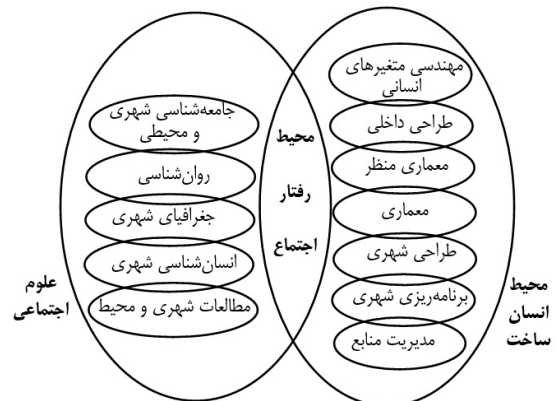 مهندسی متغیرهای
انسانی
طراحی داخلی
معماری منظر
معماری
طراحی شهری
برنامه‌ریزی شهری
مدیریت منابع
محیط
انسان
ساخت
محیط
رفتار
اجتماع
جامعه‌شناسی شهری
و محیطی
روان‌شناسی
جغرافیای شهری
انسان‌شناسی شهری
مطالعات شهری و محیط
علوم
اجتماعی